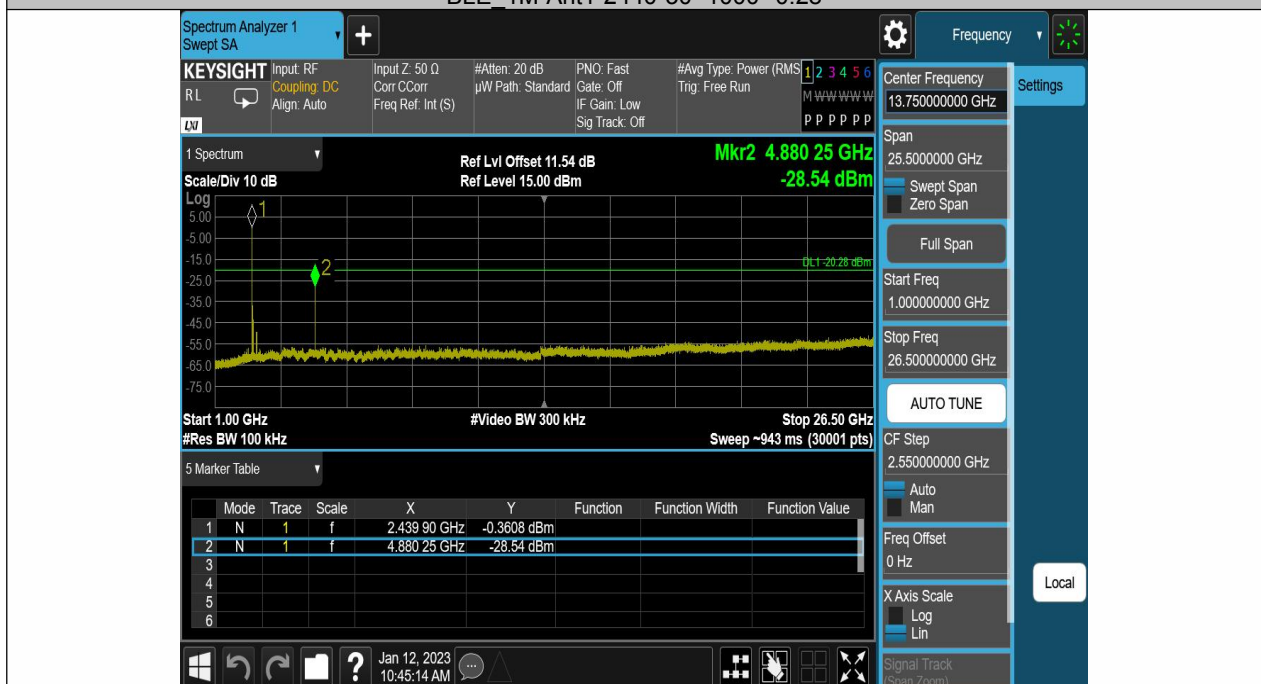 Spectrum Analyzer 1
Swept SA
Frequency
KEYSIGHT
RL
LXI
Input: RF
Coupling: DC
Align: Auto
Input Z: 50 Ω
Corr CCorr
Freq Ref: Int (S)
#Atten: 20 dB
µW Path: Standard
PNO: Fast
Gate: Off
IF Gain: Low
Sig Track: Off
#Avg Type: Power (RMS
Trig: Free Run
1 2 3 4 5 6
M W W W W W
P P P P P P
1 Spectrum
Scale/Div 10 dB
Ref Lvl Offset 11.54 dB
Ref Level 15.00 dBm
Mkr2 4.880 25 GHz
-28.54 dBm
Log
5.00
-5.00
-15.0
-25.0
-35.0
-45.0
-55.0
-65.0
-75.0
1
2
DL1 -20.28 dBm
Start 1.00 GHz
#Res BW 100 kHz
#Video BW 300 kHz
Stop 26.50 GHz
Sweep ~943 ms (30001 pts)
5 Marker Table
Mode Trace Scale X Y Function Function Width Function Value
1 N 1 f 2.439 90 GHz -0.3608 dBm
2 N 1 f 4.880 25 GHz -28.54 dBm
3
4
5
6
?
Jan 12, 2023
10:45:14 AM
Center Frequency
13.750000000 GHz
Settings
Span
25.5000000 GHz
Swept Span
Zero Span
Full Span
Start Freq
1.000000000 GHz
Stop Freq
26.500000000 GHz
AUTO TUNE
CF Step
2.550000000 GHz
Auto
Man
Freq Offset
0 Hz
Local
X Axis Scale
Log
Lin
Signal Track
(Span Zoom)